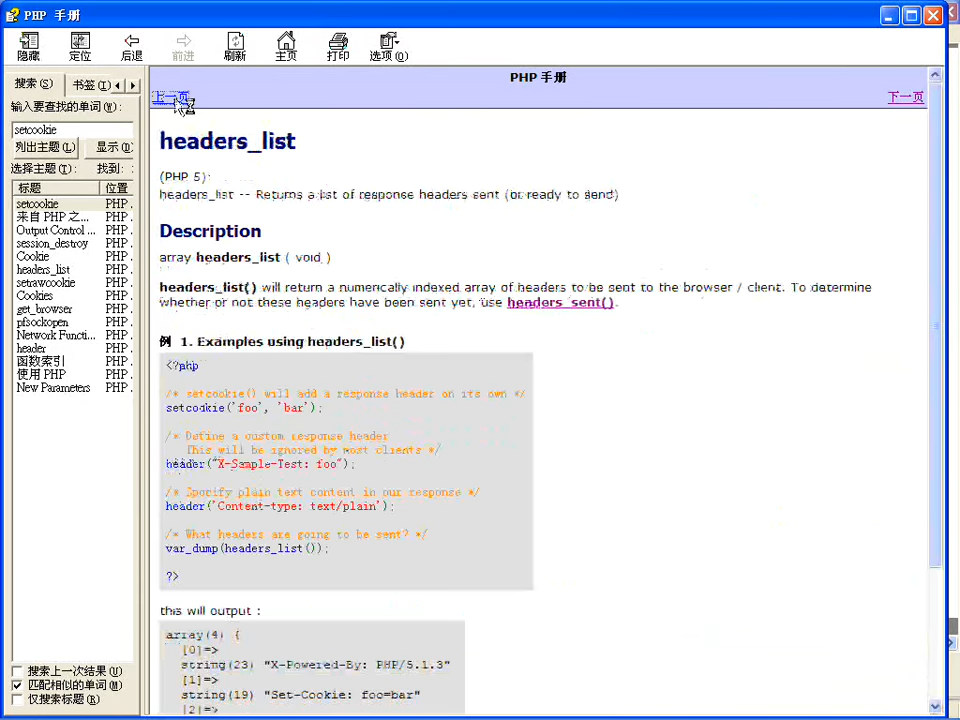 PHP 手册
隐藏 定位 后退 前进 刷新 主页 打印 选项(O)
搜索(S) 书签(I)
输入要查找的单词(W):
setcookie
列出主题(L) 显示(D)
选择主题(T): 找到:
标题 位置
setcookie PHP.
来自 PHP 之... PHP.
Output Control ... PHP.
session_destroy PHP.
Cookie PHP.
headers_list PHP.
setrawcookie PHP.
Cookies PHP.
get_browser PHP.
pfsockopen PHP.
Network Functi... PHP.
header PHP.
函数索引 PHP.
使用 PHP PHP.
New Parameters PHP.
搜索上一次结果(U)
匹配相似的单词(M)
仅搜索标题(R)
PHP 手册
上一页 下一页
headers_list
(PHP 5)
headers_list -- Returns a list of response headers sent (or ready to send)
Description
array headers_list ( void )
headers_list() will return a numerically indexed array of headers to be sent to the browser / client. To determine
whether or not these headers have been sent yet, use headers_sent().
例 1. Examples using headers_list()
<?php
/* setcookie() will add a response header on its own */
setcookie('foo', 'bar');
/* Define a custom response header
This will be ignored by most clients */
header("X-Sample-Test: foo");
/* Specify plain text content in our response */
header('Content-type: text/plain');
/* What headers are going to be sent? */
var_dump(headers_list());
?>
this will output :
array(4) {
[0]=>
string(23) "X-Powered-By: PHP/5.1.3"
[1]=>
string(19) "Set-Cookie: foo=bar"
[2]=>